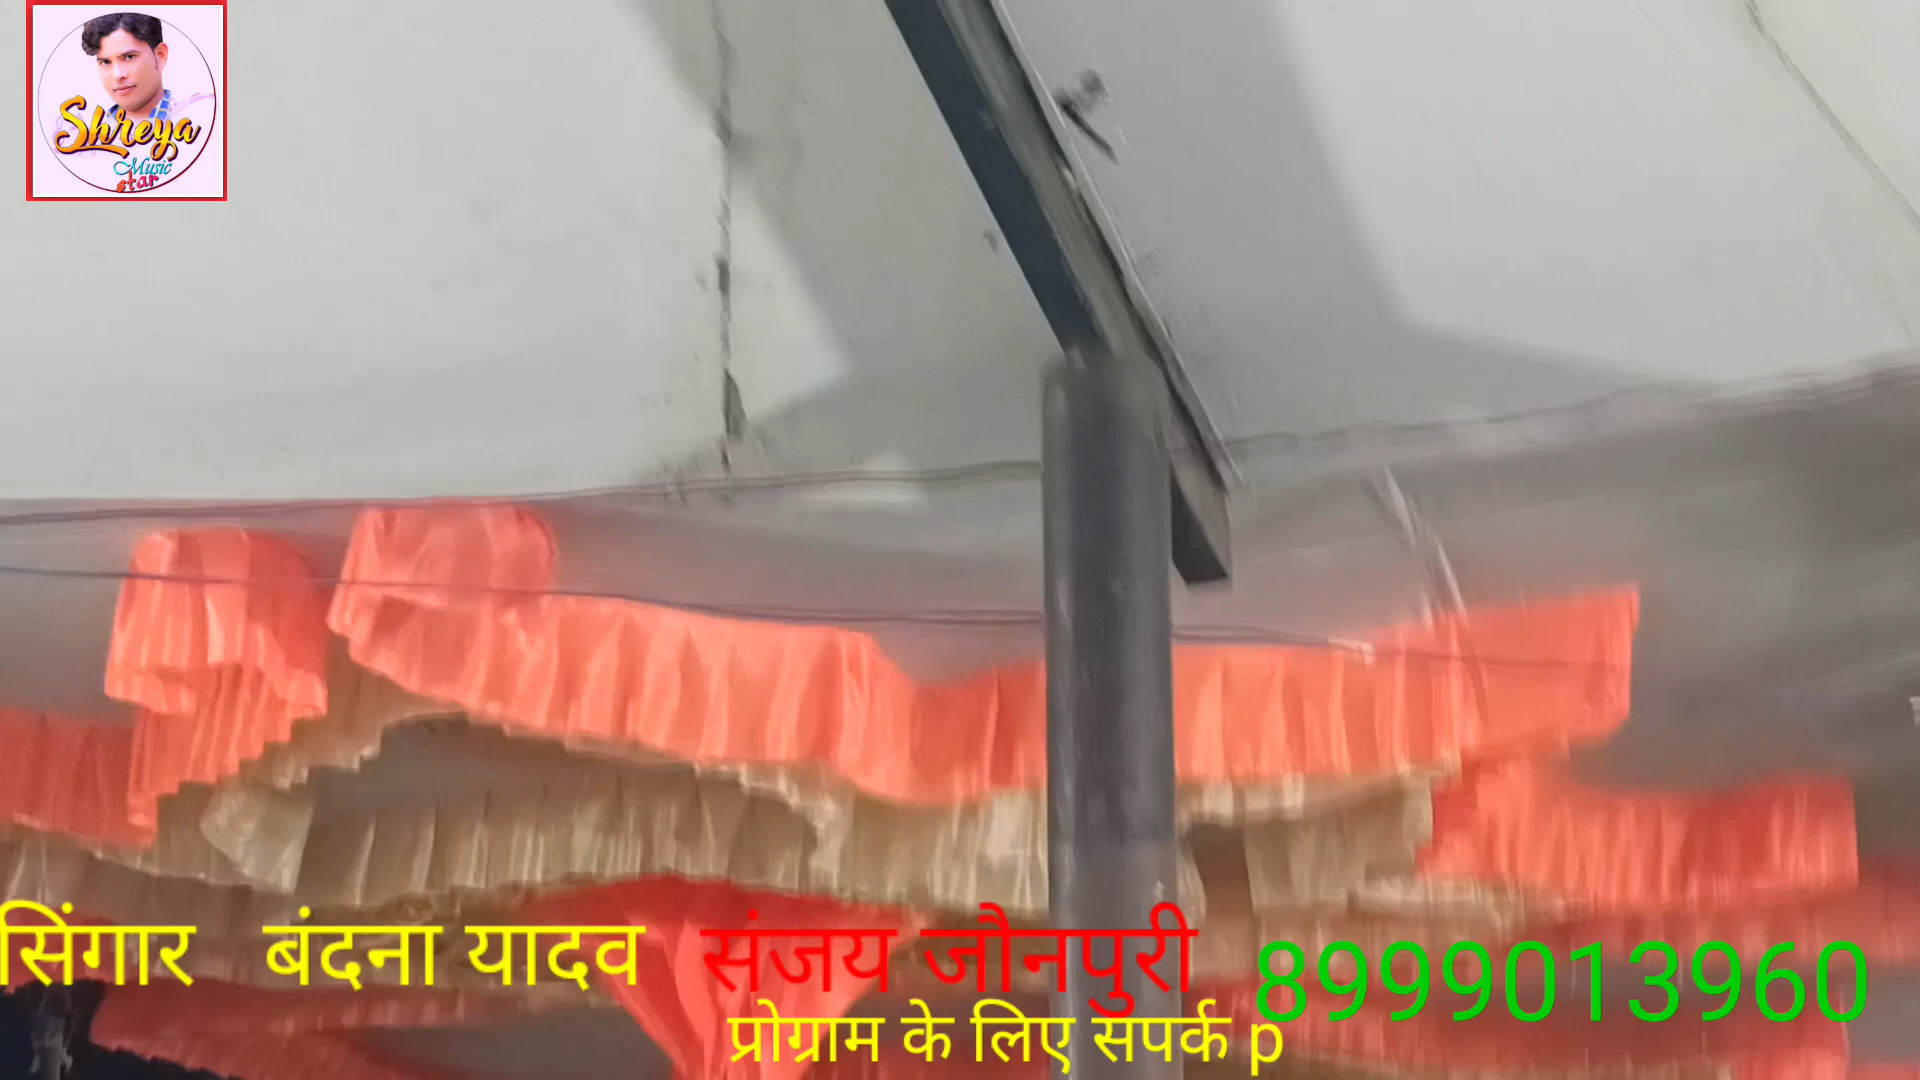 Shreya
Music
star
सिंगार बंदना यादव संजय जौनपुरी 8999013960
प्रोग्राम के लिए सपर्क p